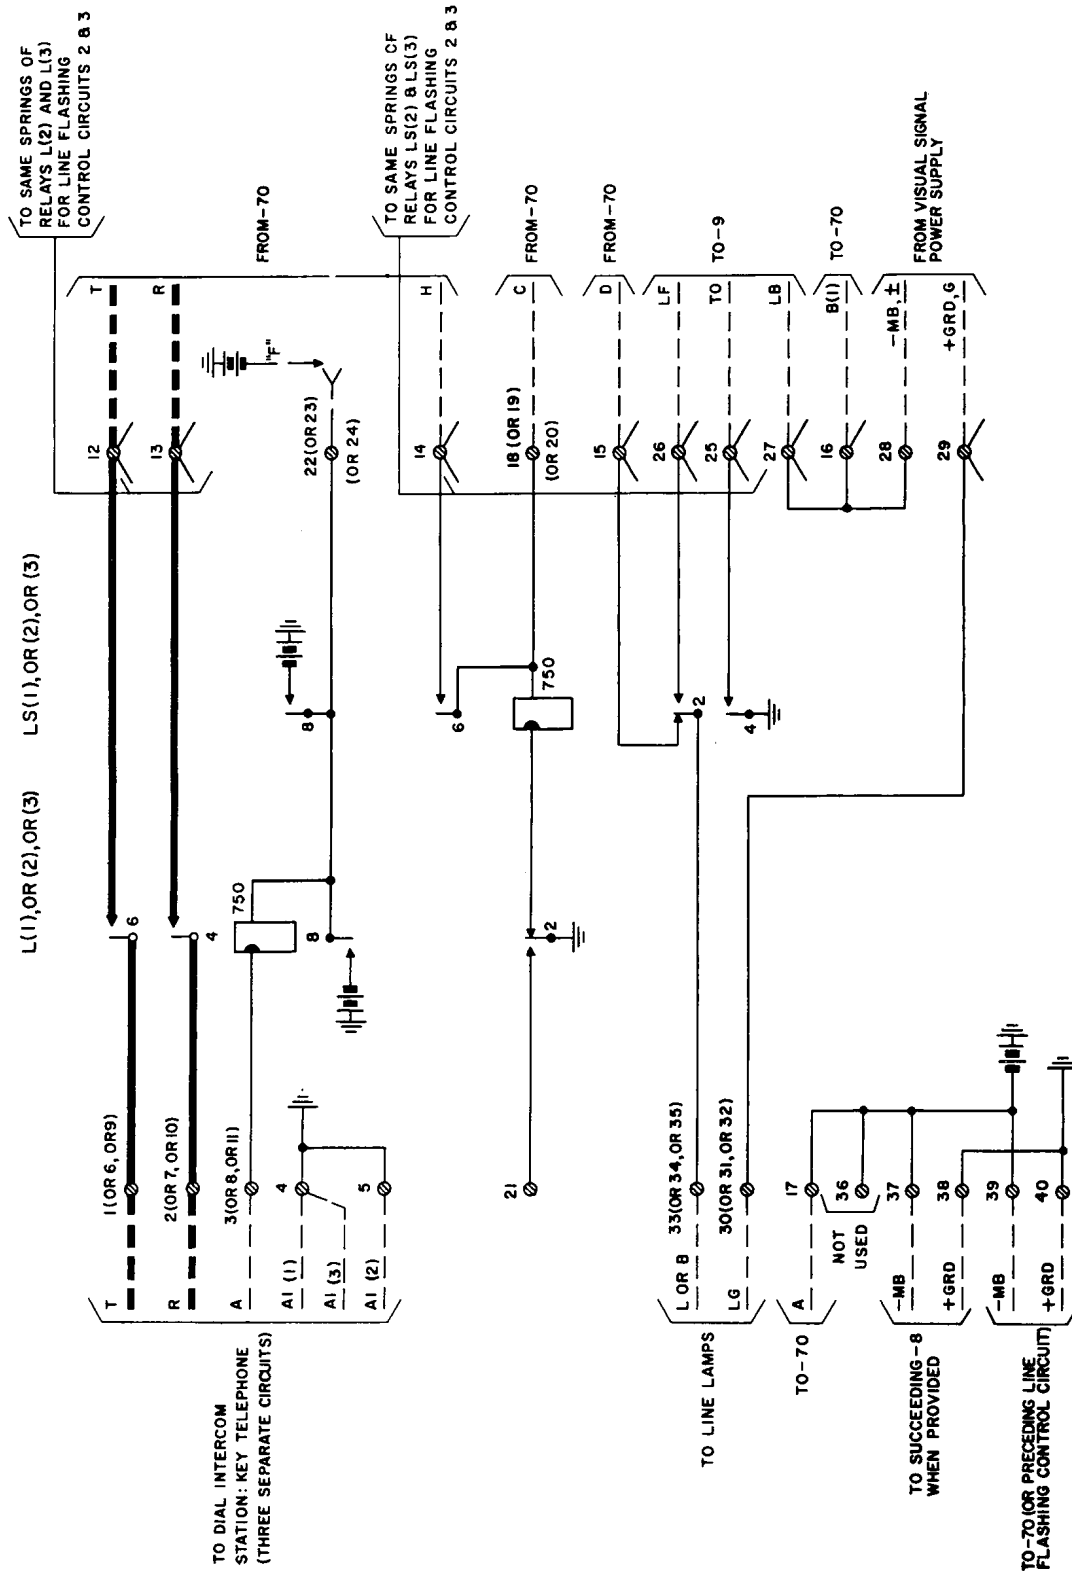 TO SAME SPRINGS OF
RELAYS L(2) AND L(3)
FOR LINE FLASHING
CONTROL CIRCUITS 2 & 3
TO SAME SPRINGS OF
RELAYS LS(2) & LS(3)
FOR LINE FLASHING
CONTROL CIRCUITS 2 & 3
FROM-70
FROM-70
FROM-70
TO-9
TO-70
FROM VISUAL SIGNAL
POWER SUPPLY
T
R
H
C
D
LF
TO
LB
B(1)
-MB, ±
+GRD, G
"F"
12
13
22(OR 23)
(OR 24)
14
18(OR 19)
(OR 20)
15
26
25
27
16
28
29
LS(1), OR (2), OR (3)
8
6
750
2
4
L(1), OR (2), OR (3)
6
4
750
8
2
1(OR 6, OR9)
2(OR 7, OR 10)
3(OR 8, OR 11)
4
5
21
33(OR 34, OR 35)
30(OR 31, OR 32)
17
36
37
38
39
40
NOT
USED
T
R
A
A1 (1)
A1 (3)
A1 (2)
L OR B
LG
A
-MB
+GRD
-MB
+GRD
TO DIAL INTERCOM
STATION: KEY TELEPHONE
(THREE SEPARATE CIRCUITS)
TO LINE LAMPS
TO-70
TO SUCCEEDING-8
WHEN PROVIDED
TO-70 (OR PRECEDING LINE
FLASHING CONTROL CIRCUIT)